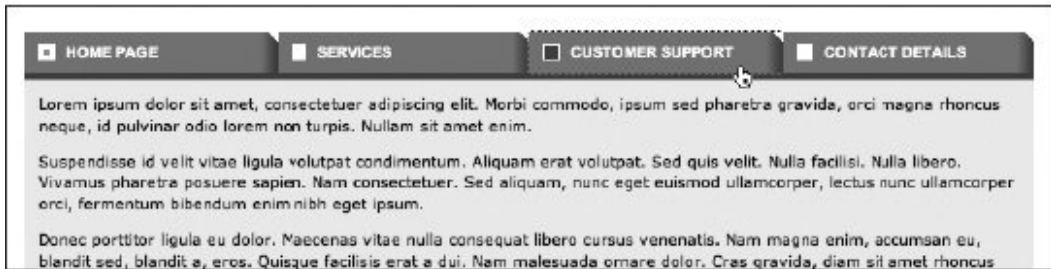 HOME PAGE SERVICES CUSTOMER SUPPORT CONTACT DETAILS
Lorem ipsum dolor sit amet, consectetuer adipiscing elit. Morbi commodo, ipsum sed pharetra gravida, orci magna rhoncus
neque, id pulvinar odio lorem non turpis. Nullam sit amet enim.
Suspendisse id velit vitae ligula volutpat condimentum. Aliquam erat volutpat. Sed quis velit. Nulla facilisi. Nulla libero.
Vivamus pharetra posuere sapien. Nam consectetuer. Sed aliquam, nunc eget euismod ullamcorper, lectus nunc ullamcorper
orci, fermentum bibendum enim nibh eget ipsum.
Donec porttitor ligula eu dolor. Maecenas vitae nulla consequat libero cursus venenatis. Nam magna enim, accumsan eu,
blandit sed, blandit a, eros. Quisque facilisis erat a dui. Nam malesuada ornare dolor. Cras gravida, diam sit amet rhoncus